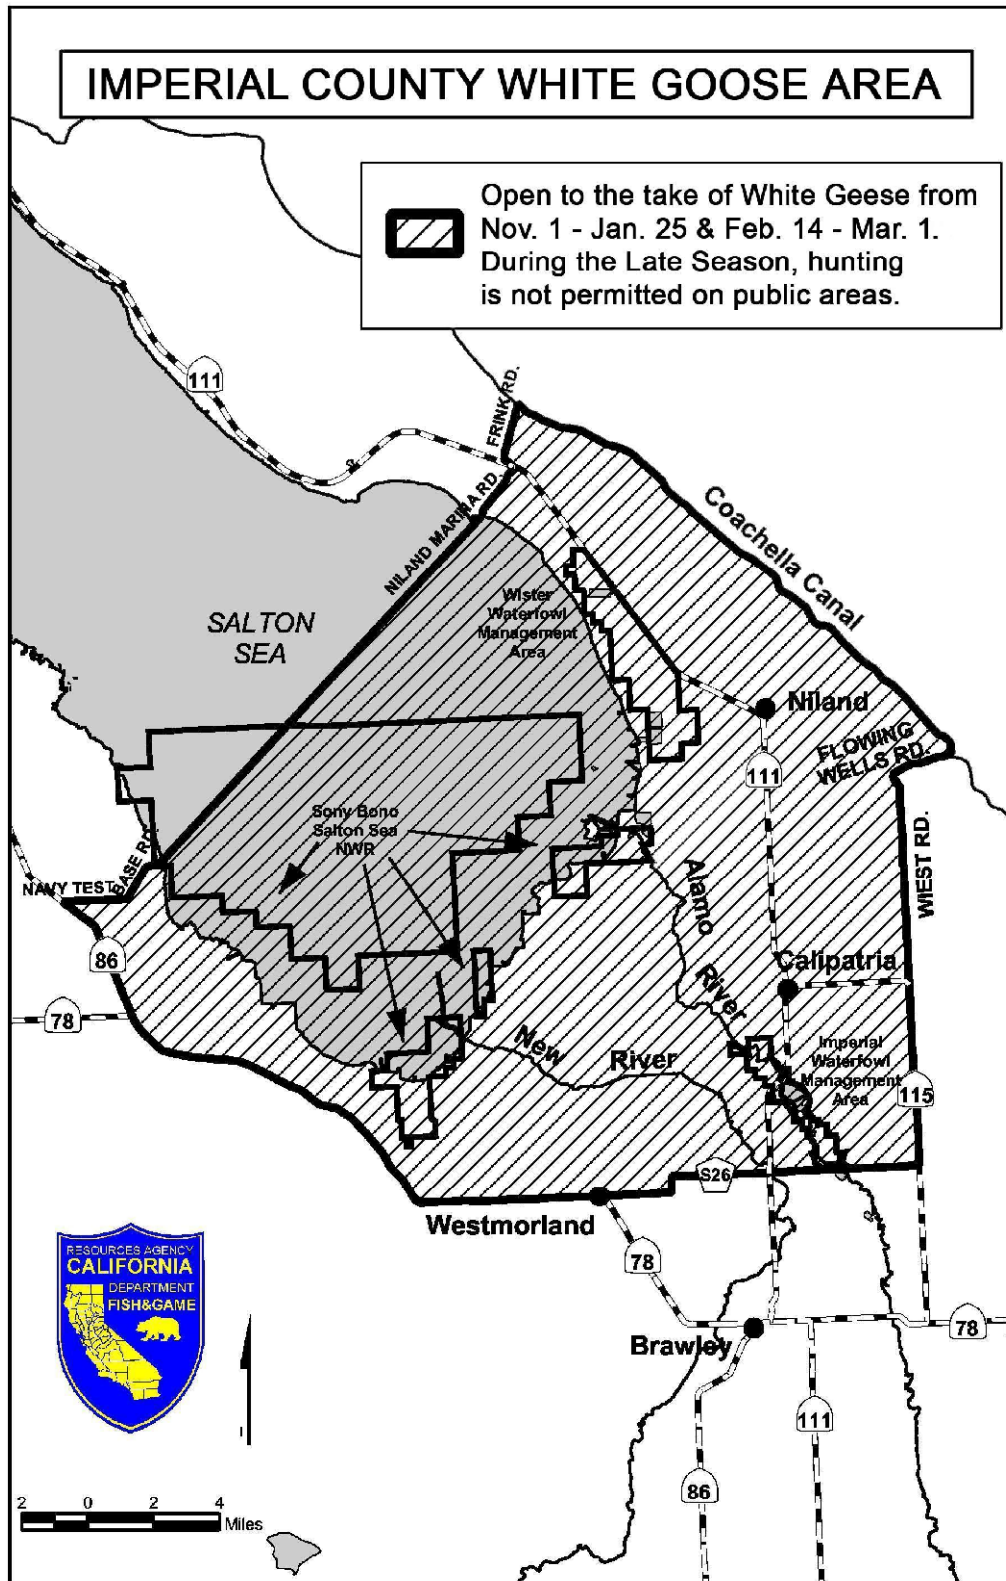 IMPERIAL COUNTY WHITE GOOSE AREA
Open to the take of White Geese from
Nov. 1 - Jan. 25 & Feb. 14 - Mar. 1.
During the Late Season, hunting
is not permitted on public areas.
111
FRINK RD.
NILAND MARINA RD.
Coachella Canal
SALTON
SEA
Wister
Waterfowl
Management
Area
Niland
FLOWING
WELLS RD.
111
Sony Bono
Salton Sea
NWR
NAVY TEST
BASE RD.
WIEST RD.
Alamo
River
86
78
Calipatria
New
River
Imperial
Waterfowl
Management
Area
115
S26
Westmorland
78
Brawley
78
111
86
RESOURCES AGENCY
CALIFORNIA
DEPARTMENT
FISH&GAME
2 0 2 4
Miles